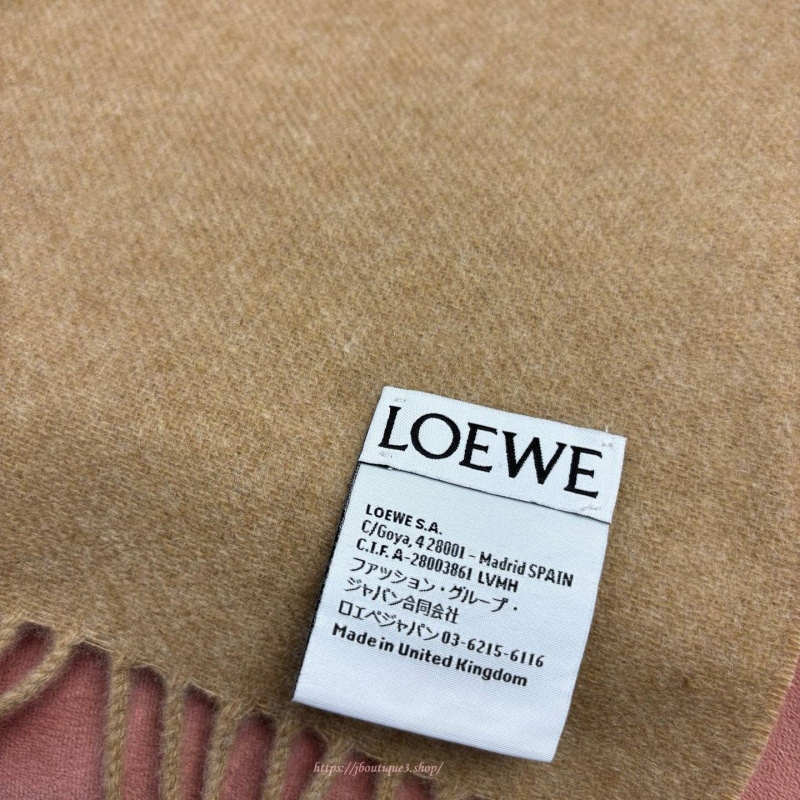 LOEWE
LOEWE S.A.
C/Goya, 4 28001 - Madrid SPAIN
C.I.F. A-28003861 LVMH
ファッション・グループ・
ジャパン合同会社
ロエベジャパン 03-6215-6116
Made in United Kingdom
https://jboutique3.shop/